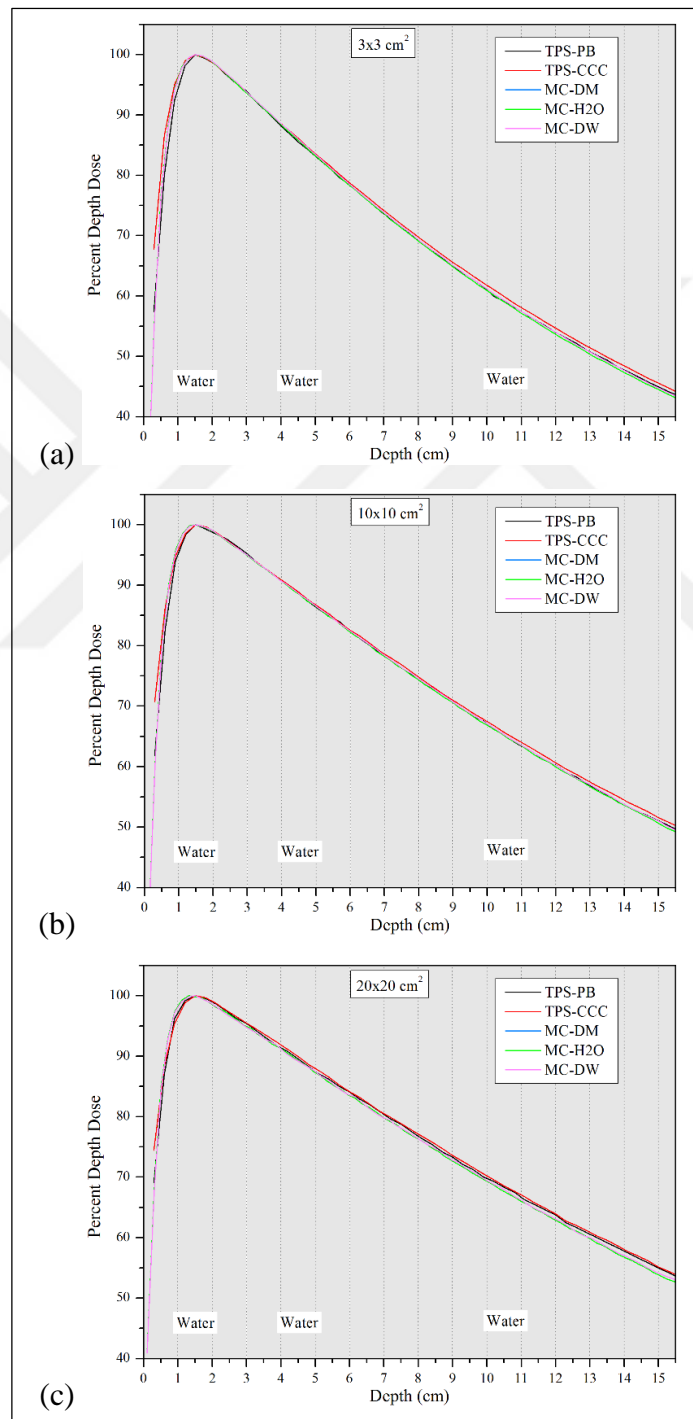 3x3 cm²
TPS-PB
TPS-CCC
MC-DM
MC-H2O
MC-DW
Percent Depth Dose
100
90
80
70
60
50
40
Water Water Water
0 1 2 3 4 5 6 7 8 9 10 11 12 13 14 15
Depth (cm)
(a)
10x10 cm²
TPS-PB
TPS-CCC
MC-DM
MC-H2O
MC-DW
Percent Depth Dose
100
90
80
70
60
50
40
Water Water Water
0 1 2 3 4 5 6 7 8 9 10 11 12 13 14 15
Depth (cm)
(b)
20x20 cm²
TPS-PB
TPS-CCC
MC-DM
MC-H2O
MC-DW
Percent Depth Dose
100
90
80
70
60
50
40
Water Water Water
0 1 2 3 4 5 6 7 8 9 10 11 12 13 14 15
Depth (cm)
(c)